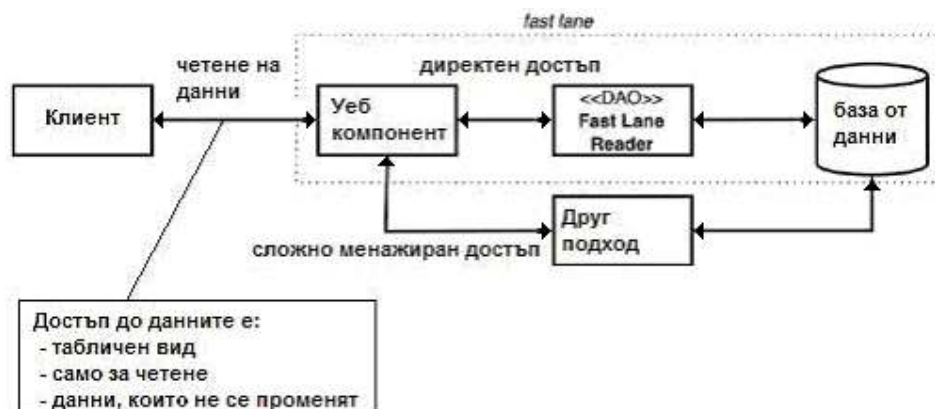 fast lane
четене на
данни
директен достъп
Клиент
Уеб
компонент
<<DAO>>
Fast Lane
Reader
база от
данни
Друг
подход
сложно менажиран достъп
Достъп до данните е:
- табличен вид
- само за четене
- данни, които не се променят